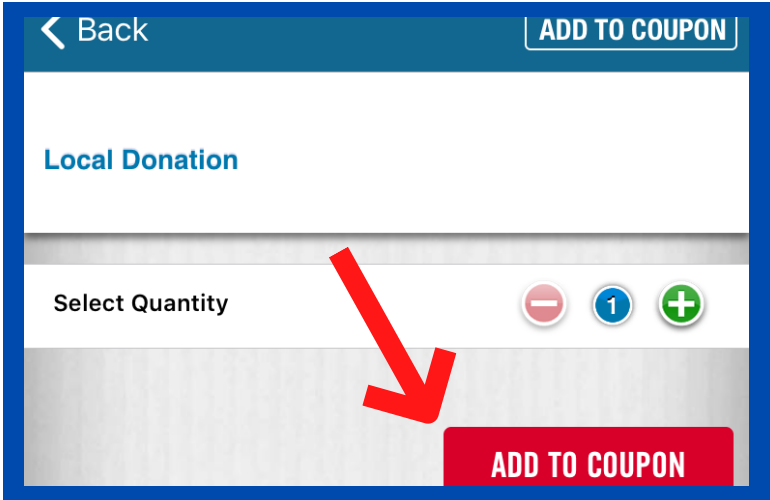 Back
ADD TO COUPON
Local Donation
Select Quantity
1
ADD TO COUPON